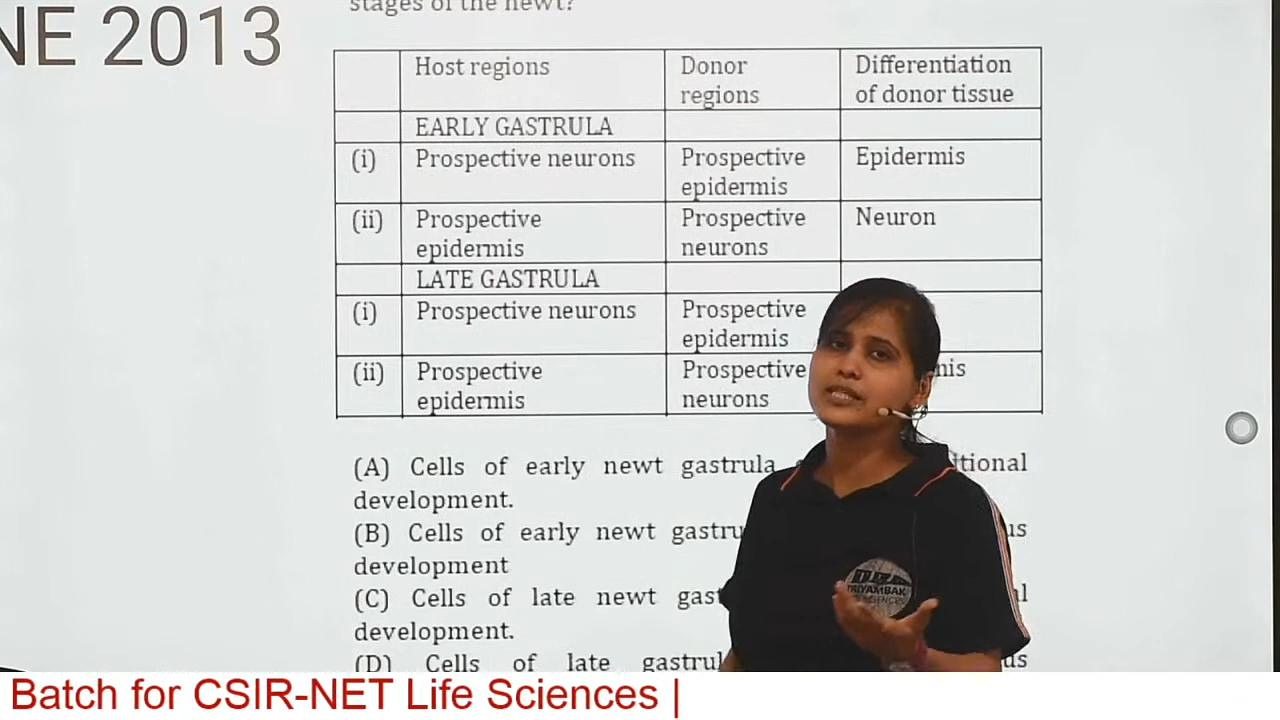 stages of the newt?
NE 2013
Host regions Donor regions Differentiation of donor tissue
EARLY GASTRULA
(i) Prospective neurons Prospective epidermis Epidermis
(ii) Prospective epidermis Prospective neurons Neuron
LATE GASTRULA
(i) Prospective neurons Prospective epidermis
(ii) Prospective epidermis Prospective neurons
(A) Cells of early newt gastrula
development.
(B) Cells of early newt
development
(C) Cells of late newt
development.
(D) Cells of late
TRIYAMBAK
Batch for CSIR-NET Life Sciences |